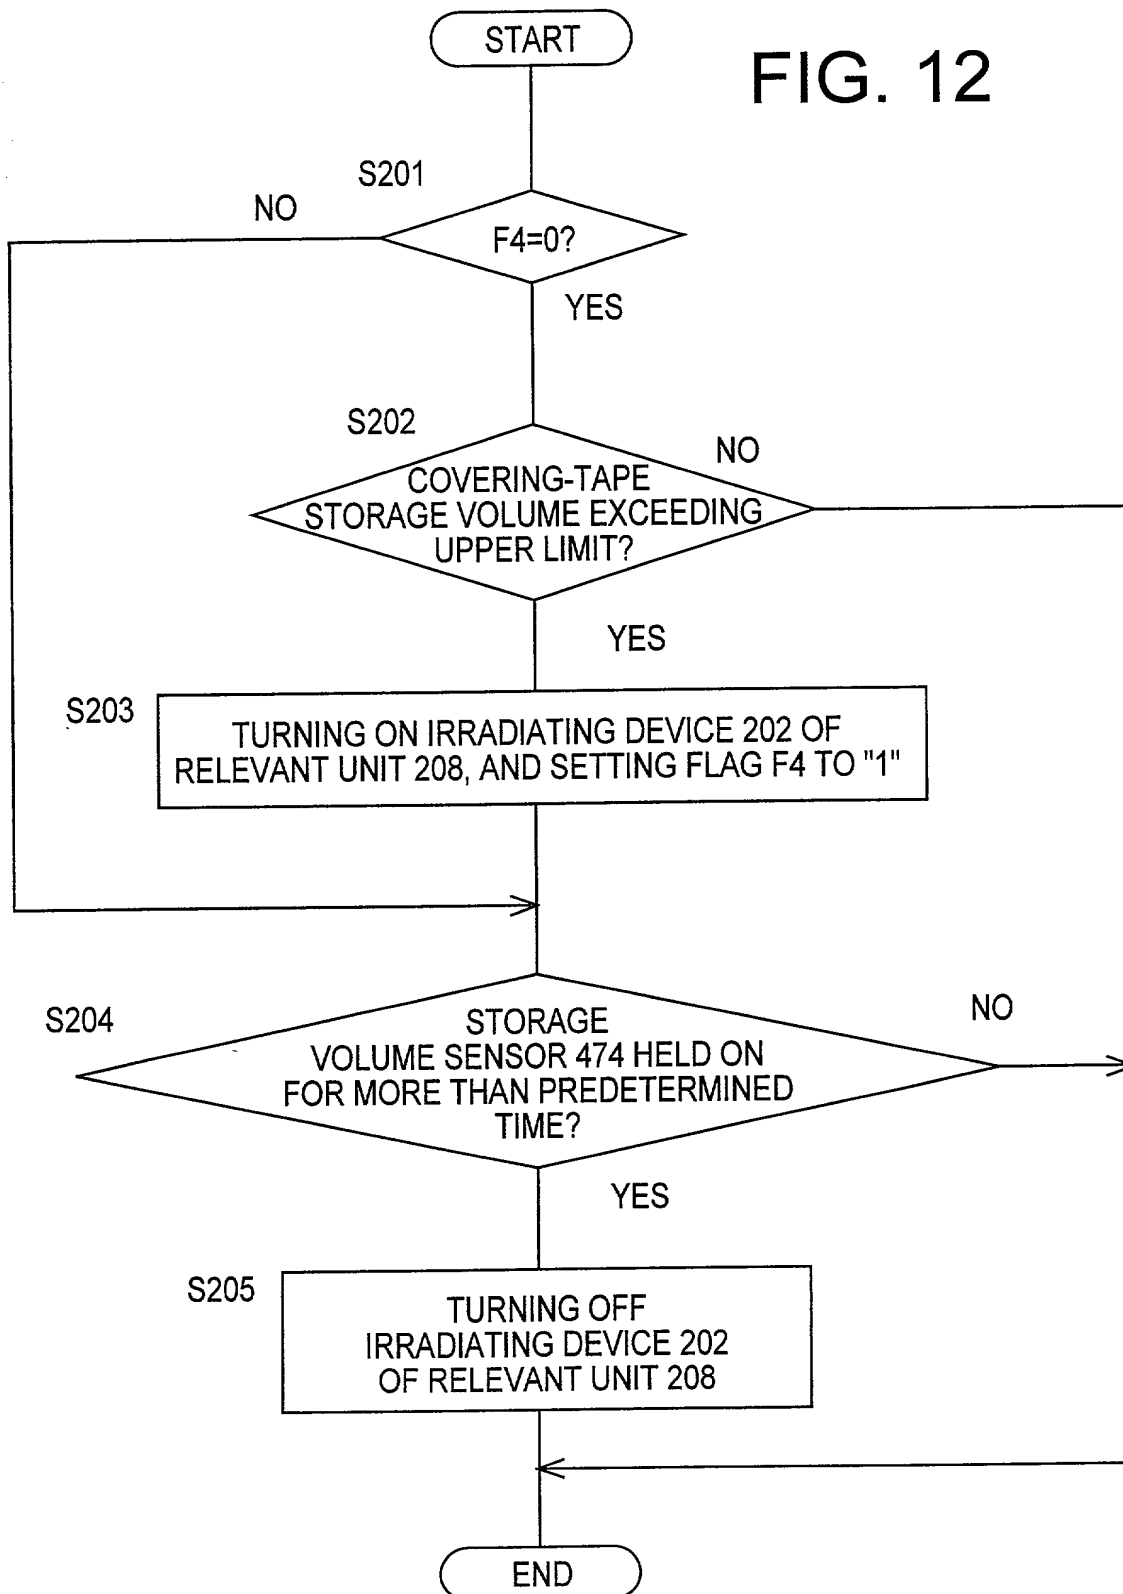 START
FIG. 12
S201
NO
F4=0?
YES
S202
NO
COVERING-TAPE
STORAGE VOLUME EXCEEDING
UPPER LIMIT?
YES
S203
TURNING ON IRRADIATING DEVICE 202 OF
RELEVANT UNIT 208, AND SETTING FLAG F4 TO "1"
S204
NO
STORAGE
VOLUME SENSOR 474 HELD ON
FOR MORE THAN PREDETERMINED
TIME?
YES
S205
TURNING OFF
IRRADIATING DEVICE 202
OF RELEVANT UNIT 208
END